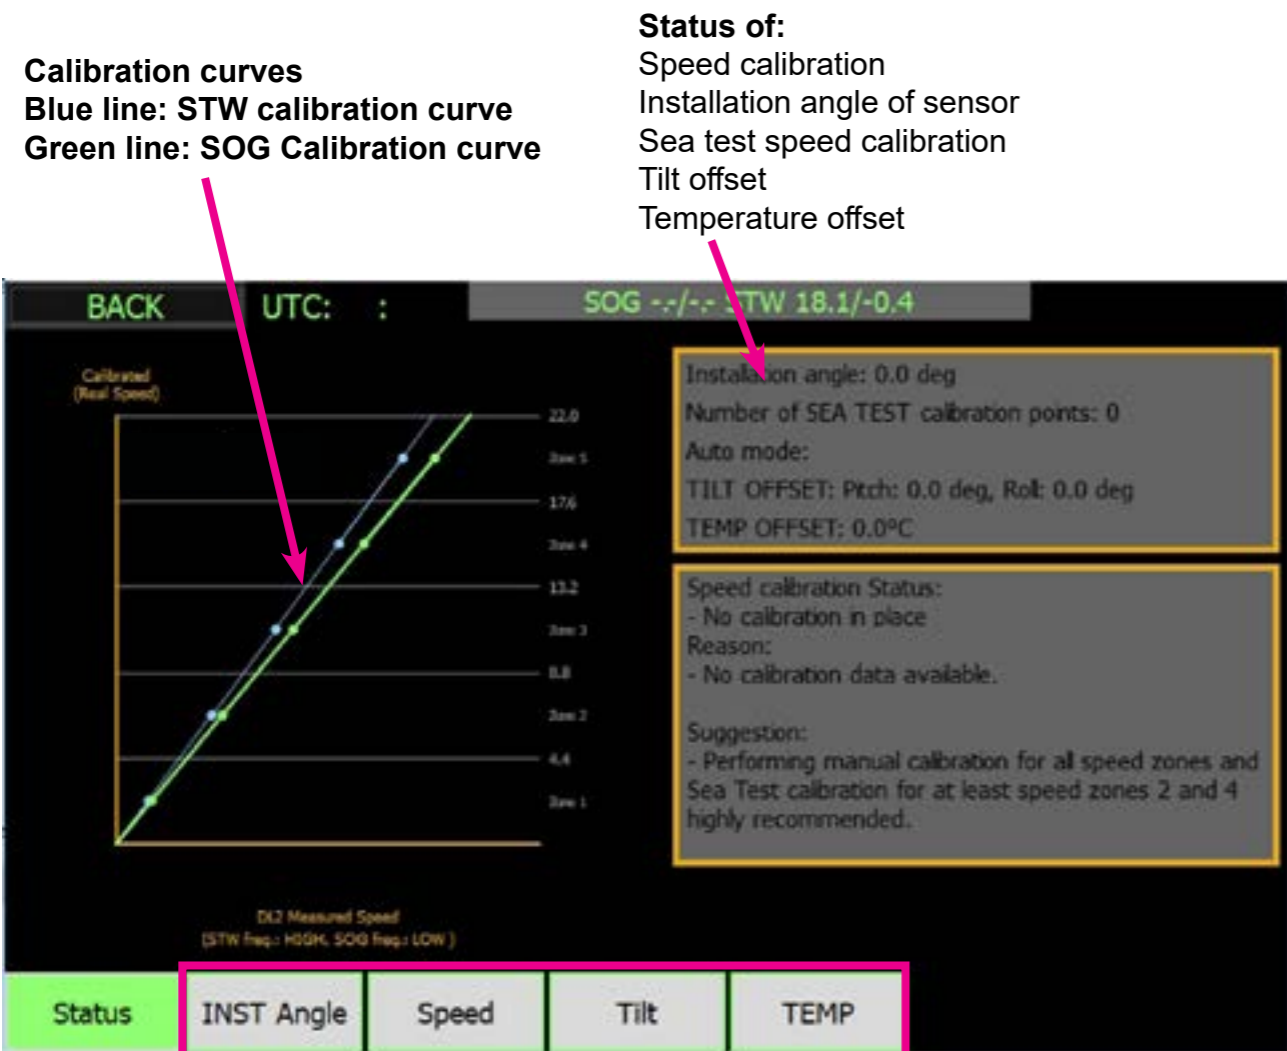 Status of:
Speed calibration
Installation angle of sensor
Sea test speed calibration
Tilt offset
Temperature offset
Calibration curves
Blue line: STW calibration curve
Green line: SOG Calibration curve
BACK
UTC: :
SOG -.-/-.- STW 18.1/-0.4
Calibrated
(Real Speed)
22.0
Zone 5
17.6
Zone 4
13.2
Zone 3
8.8
Zone 2
4.4
Zone 1
DL2 Measured Speed
(STW freq.: HIGH, SOG freq.: LOW )
Installation angle: 0.0 deg
Number of SEA TEST calibration points: 0
Auto mode:
TILT OFFSET: Pitch: 0.0 deg, Roll: 0.0 deg
TEMP OFFSET: 0.0°C
Speed calibration Status:
- No calibration in place
Reason:
- No calibration data available.
Suggestion:
- Performing manual calibration for all speed zones and
Sea Test calibration for at least speed zones 2 and 4
highly recommended.
Status
INST Angle
Speed
Tilt
TEMP